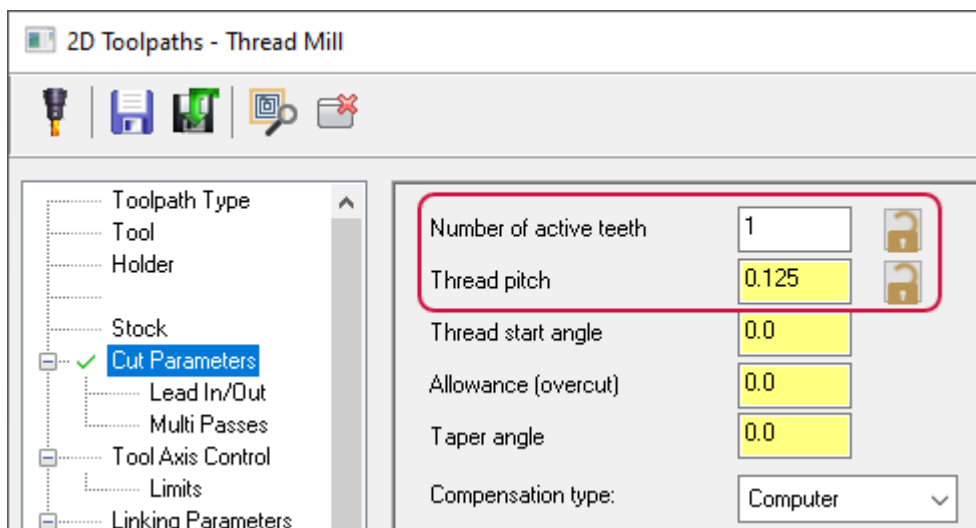 2D Toolpaths - Thread Mill
Toolpath Type
Tool
Holder
Stock
Cut Parameters
Lead In/Out
Multi Passes
Tool Axis Control
Limits
Linking Parameters
Number of active teeth 1
Thread pitch 0.125
Thread start angle 0.0
Allowance (overcut) 0.0
Taper angle 0.0
Compensation type: Computer